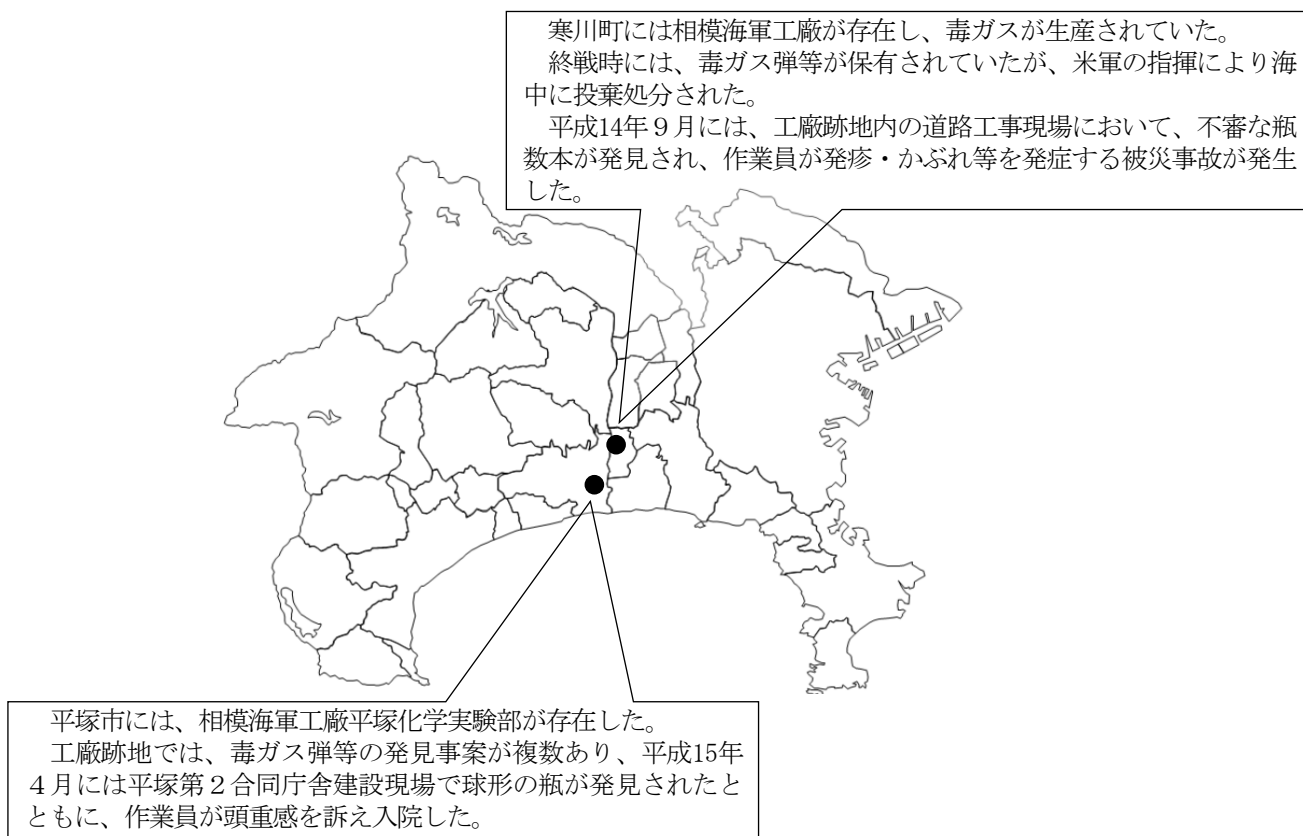 寒川町には相模海軍工廠が存在し、毒ガスが生産されていた。
　終戦時には、毒ガス弾等が保有されていたが、米軍の指揮により海
中に投棄処分された。
　平成14年９月には、工廠跡地内の道路工事現場において、不審な瓶
数本が発見され、作業員が発疹・かぶれ等を発症する被災事故が発生
した。
　平塚市には、相模海軍工廠平塚化学実験部が存在した。
　工廠跡地では、毒ガス弾等の発見事案が複数あり、平成15年
４月には平塚第２合同庁舎建設現場で球形の瓶が発見されたと
ともに、作業員が頭重感を訴え入院した。